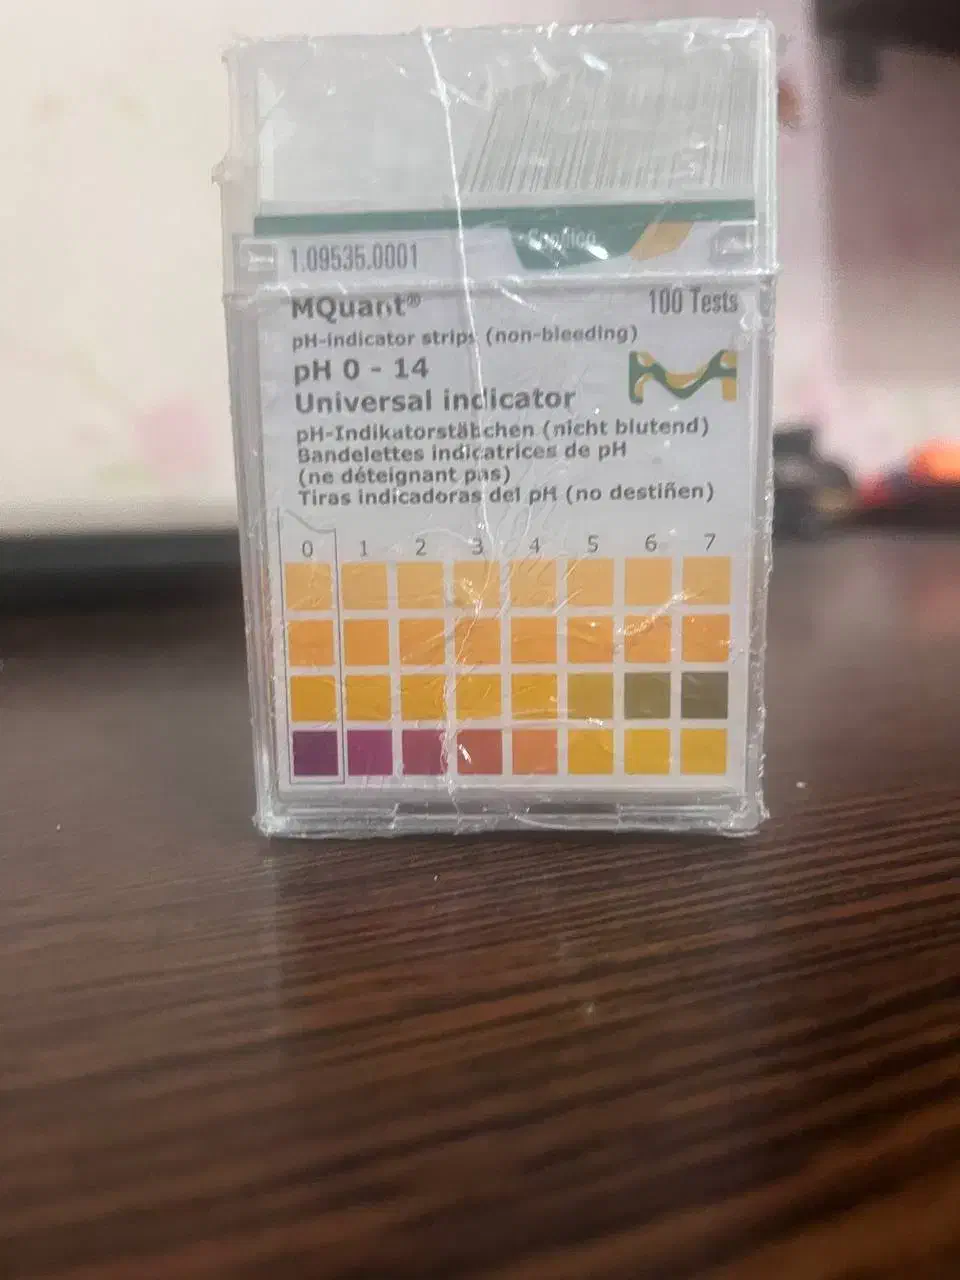 1.09535.0001
MQuant®
100 Tests
pH-indicator strips (non-bleeding)
pH 0 - 14
Universal indicator
pH-Indikatorstäbchen (nicht blutend)
Bandelettes indicatrices de pH
(ne déteignant pas)
Tiras indicadoras del pH (no destiñen)
0 1 2 3 4 5 6 7